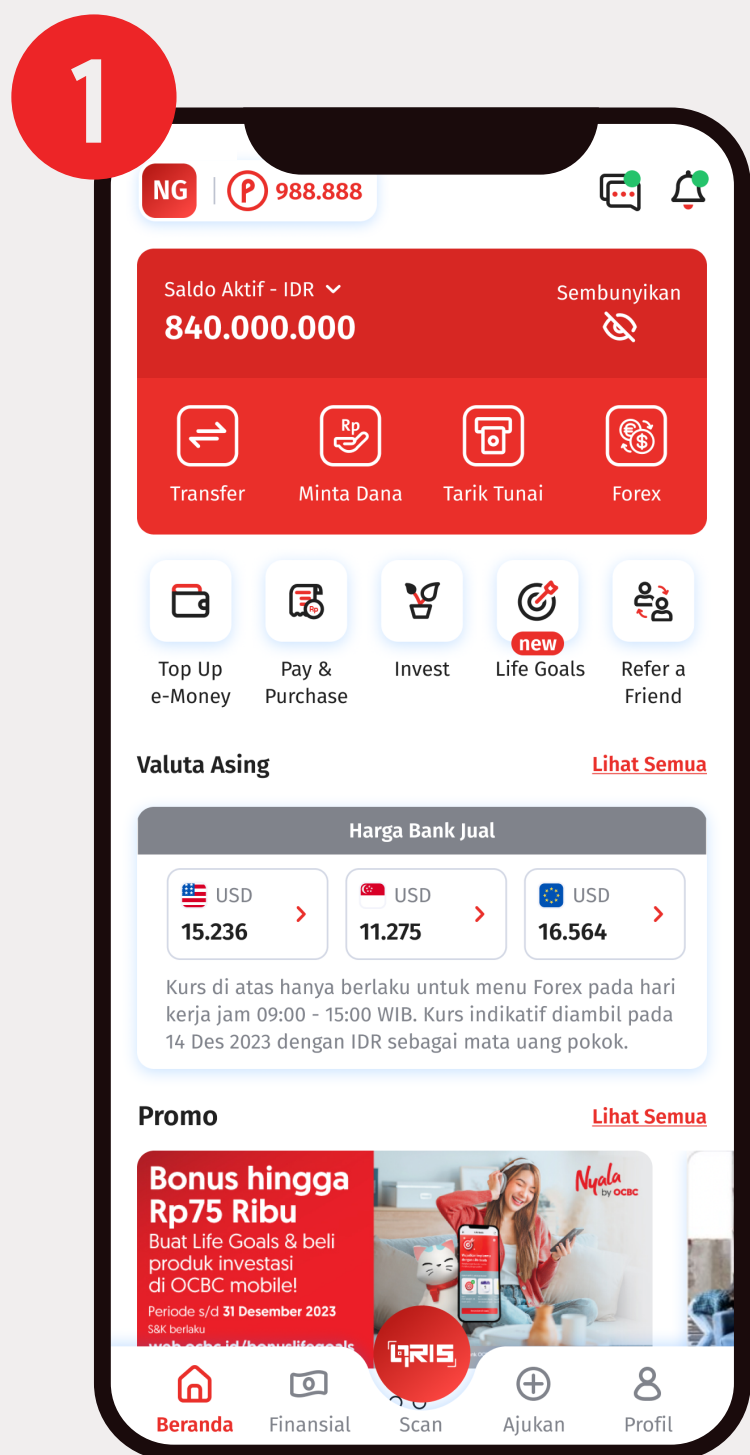 1
NG
988.888
Saldo Aktif - IDR
Sembunyikan
840.000.000
Rp
Transfer
Minta Dana
Tarik Tunai
Forex
new
Top Up
e-Money
Pay &
Purchase
Invest
Life Goals
Refer a
Friend
Valuta Asing
Lihat Semua
Harga Bank Jual
USD
15.236
USD
11.275
USD
16.564
Kurs di atas hanya berlaku untuk menu Forex pada hari
kerja jam 09:00 - 15:00 WIB. Kurs indikatif diambil pada
14 Des 2023 dengan IDR sebagai mata uang pokok.
Promo
Lihat Semua
Bonus hingga
Rp75 Ribu
Buat Life Goals & beli
produk investasi
di OCBC mobile!
Periode s/d 31 Desember 2023
S&K berlaku
web.ocbc.id/bonuslifegoals
Nyala
by OCBC
QRIS
Beranda
Finansial
Scan
Ajukan
Profil